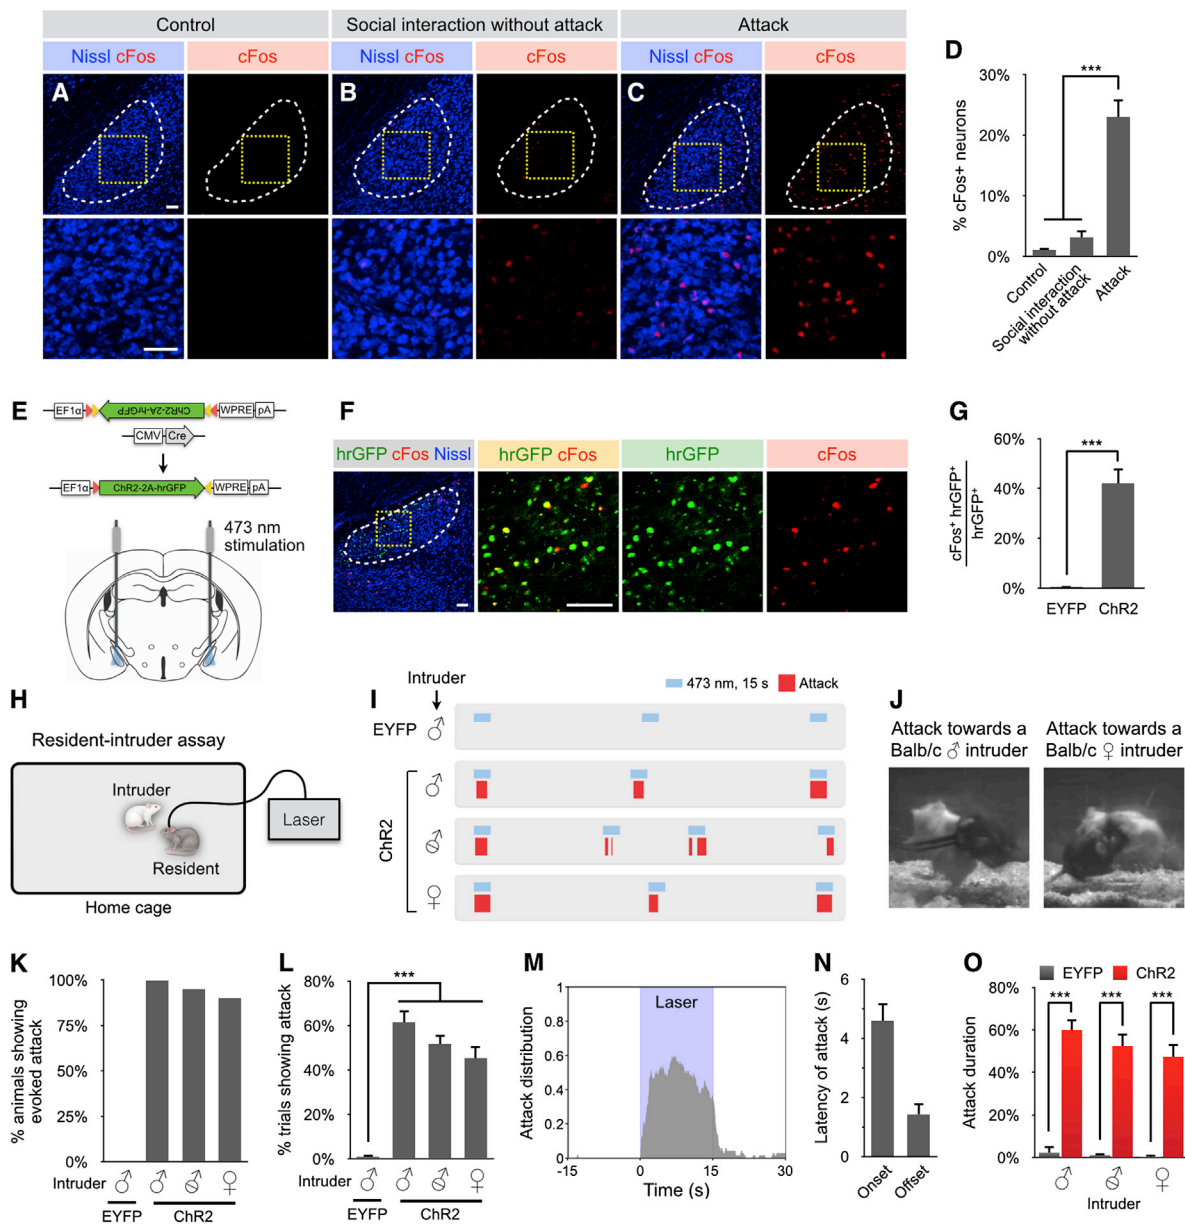 Control
Social interaction without attack
Attack
Nissl cFos
cFos
Nissl cFos
cFos
Nissl cFos
cFos
A
B
C
D
% cFos+ neurons
30%
20%
10%
0%
***
Control
Social interaction
without attack
Attack
E
EF1α
ChR2-2A-hrGFP
WPRE
pA
CMV
Cre
EF1α
ChR2-2A-hrGFP
WPRE
pA
473 nm
stimulation
F
hrGFP cFos Nissl
hrGFP cFos
hrGFP
cFos
G
cFos⁺ hrGFP⁺
hrGFP⁺
60%
40%
20%
0%
***
EYFP
ChR2
H
Resident-intruder assay
Intruder
Resident
Laser
Home cage
I
Intruder
473 nm, 15 s
Attack
EYFP ♂
ChR2
♂
♀
J
Attack towards a
Balb/c ♂ intruder
Attack towards a
Balb/c ♀ intruder
K
% animals showing
evoked attack
100%
75%
50%
25%
0%
Intruder ♂ ♂ ♀
EYFP
ChR2
L
% trials showing attack
80%
60%
40%
20%
0%
***
Intruder ♂ ♂ ♀
EYFP
ChR2
M
Attack distribution
1
0.8
0.6
0.4
0.2
0
Laser
-15
0
15
30
Time (s)
N
Latency of attack (s)
6
4
2
0
Onset
Offset
O
EYFP
ChR2
Attack duration
80%
60%
40%
20%
0%
*** *** ***
♂ ♀
Intruder